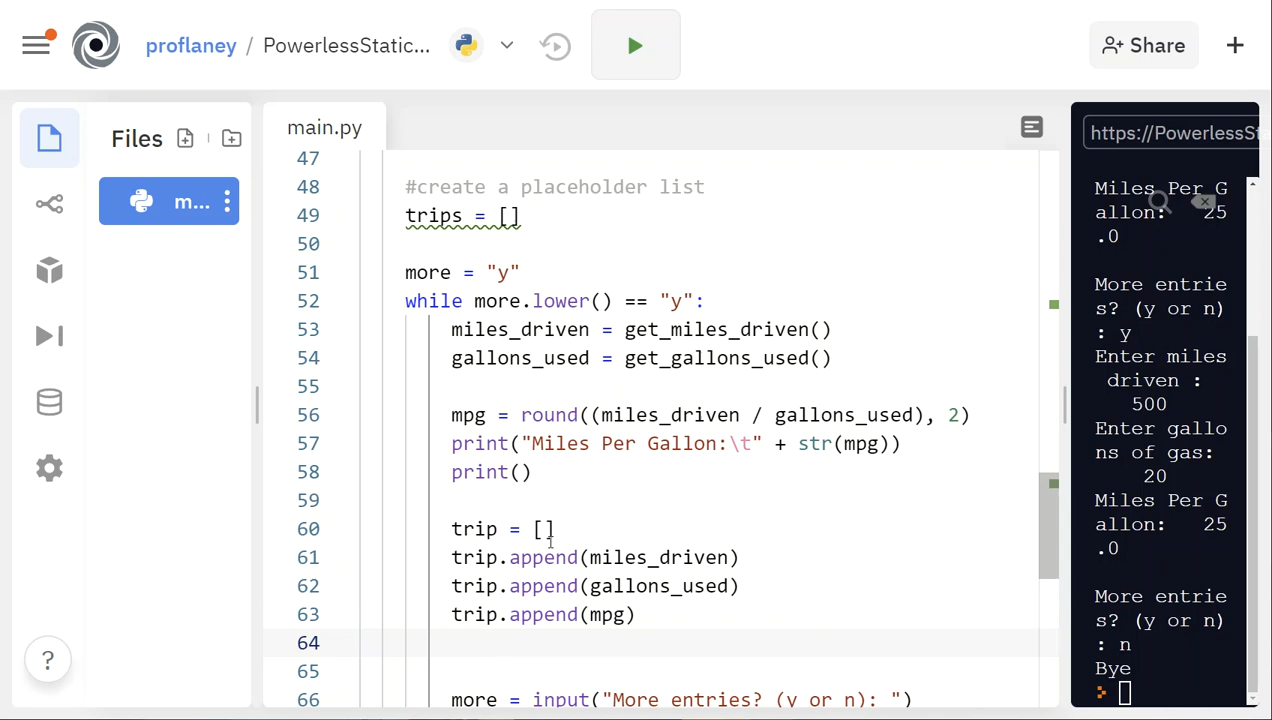 proflaney / PowerlessStatic...
Share
Files
m...
main.py
47
48 #create a placeholder list
49 trips = []
50
51 more = "y"
52 while more.lower() == "y":
53 miles_driven = get_miles_driven()
54 gallons_used = get_gallons_used()
55
56 mpg = round((miles_driven / gallons_used), 2)
57 print("Miles Per Gallon:\t" + str(mpg))
58 print()
59
60 trip = []
61 trip.append(miles_driven)
62 trip.append(gallons_used)
63 trip.append(mpg)
64
65
66 more = input("More entries? (y or n): ")
https://PowerlessSta
Miles Per G
allon: 25
.0
More entrie
s? (y or n)
: y
Enter miles
driven :
500
Enter gallo
ns of gas:
20
Miles Per G
allon: 25
.0
More entrie
s? (y or n)
: n
Bye
?